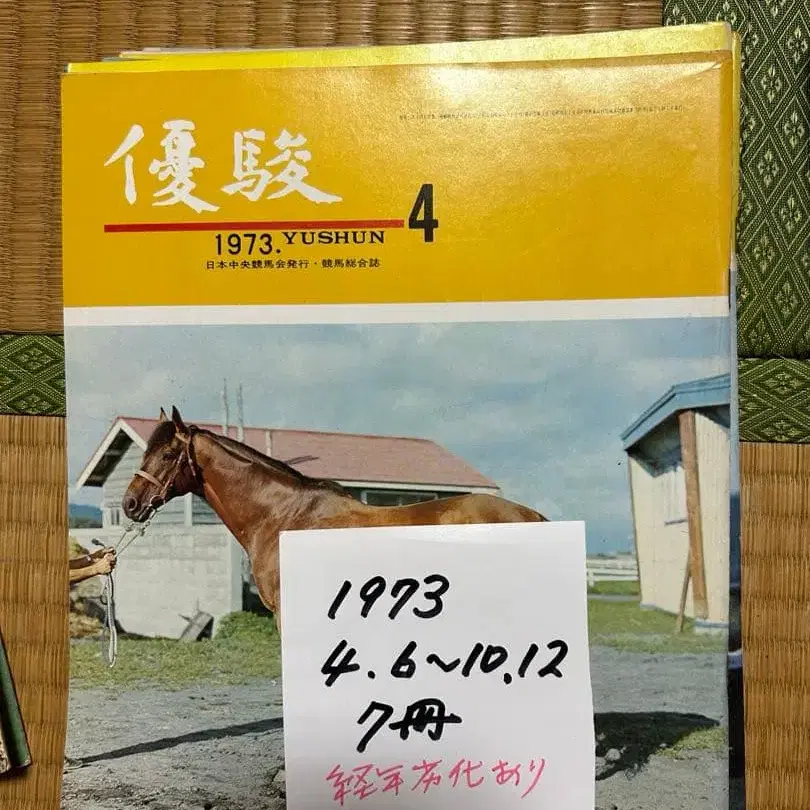 優駿
1973. YUSHUN 4
日本中央競馬会発行・競馬総合誌
1973
4.6〜10.12
7冊
経年劣化あり